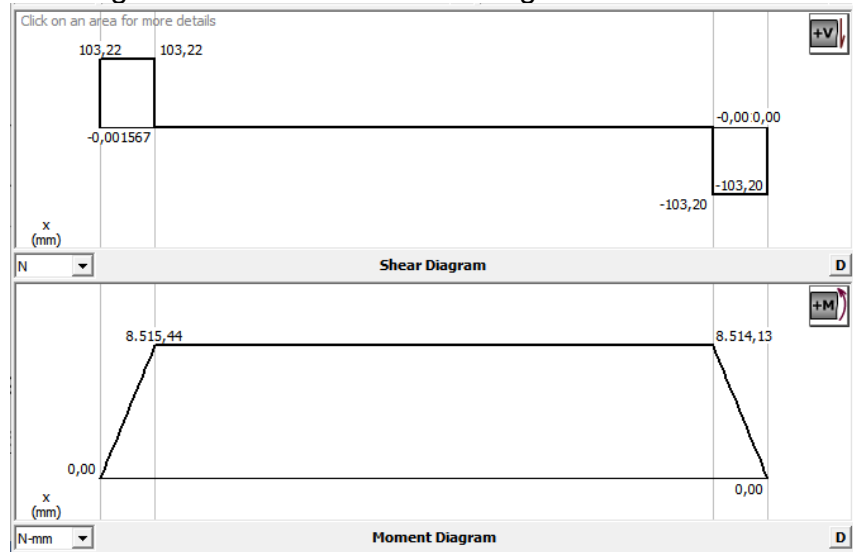 Click on an area for more details
+V
103,22 103,22
-0,001567
-0,00 0,00
-103,20
-103,20
x
(mm)
N Shear Diagram D
+M
8.515,44 8.514,13
0,00
0,00
x
(mm)
N-mm Moment Diagram D